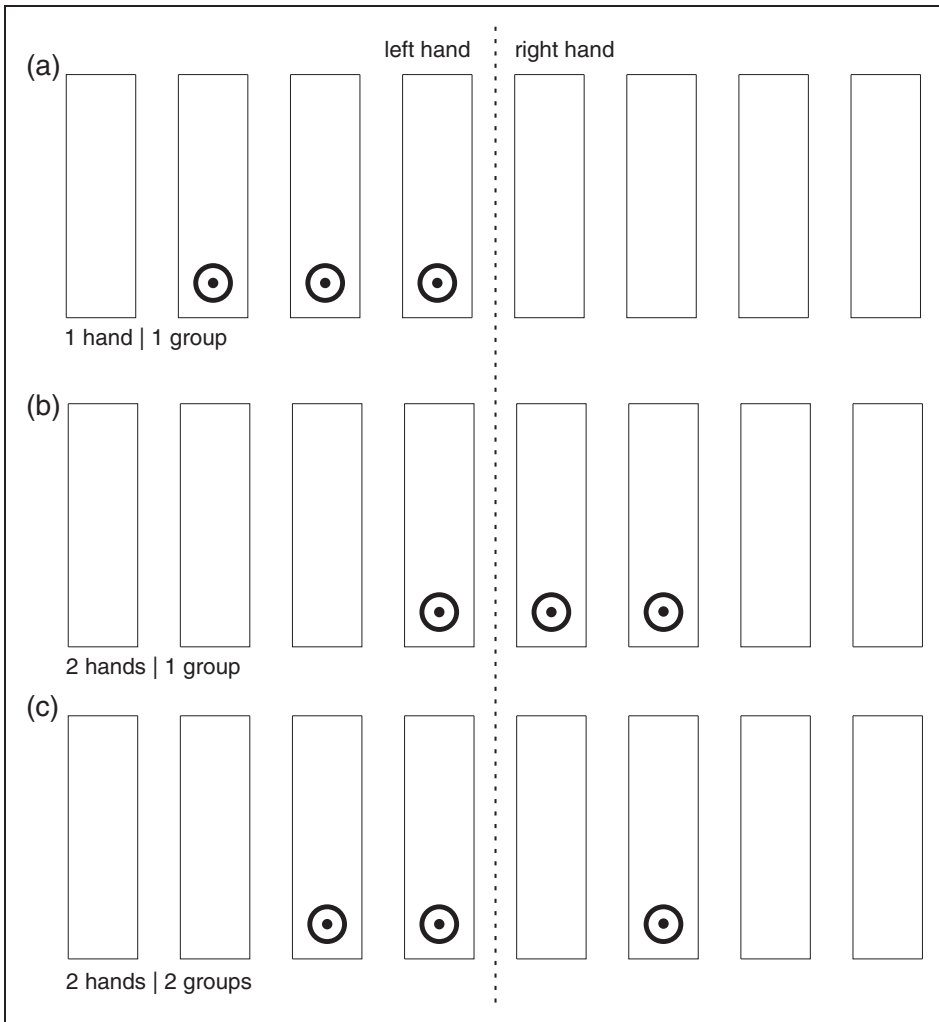 left hand right hand
(a)
1 hand | 1 group
(b)
2 hands | 1 group
(c)
2 hands | 2 groups